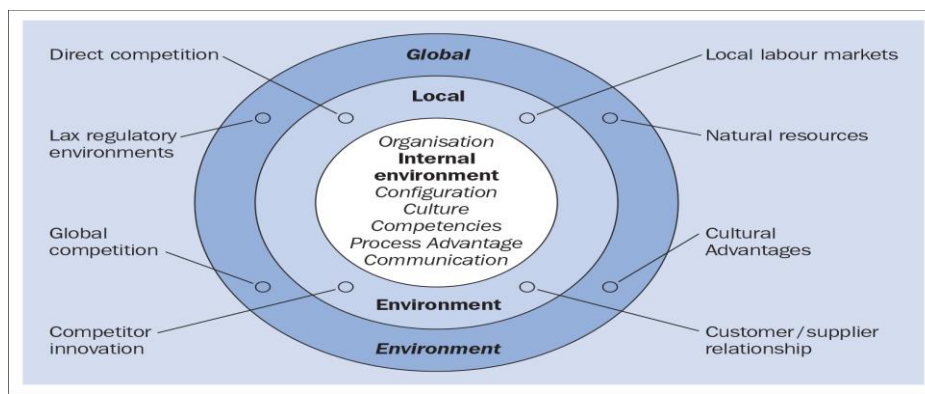 Direct competition
Global
Local labour markets
Local
Lax regulatory
environments
Natural resources
Organisation
Internal
environment
Configuration
Culture
Competencies
Process Advantage
Communication
Global
competition
Cultural
Advantages
Environment
Competitor
innovation
Environment
Customer/supplier
relationship